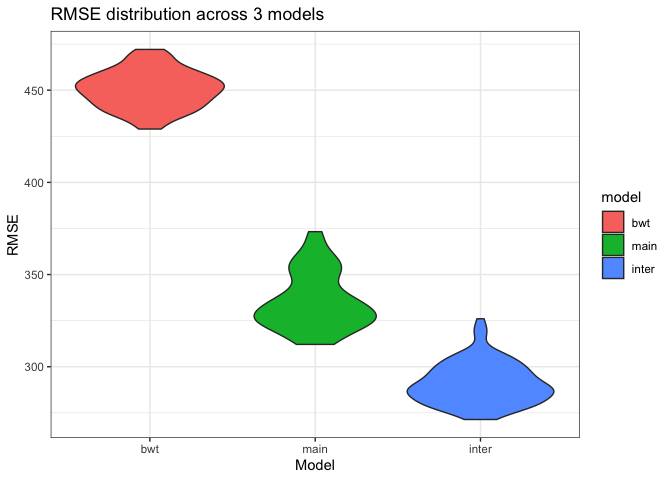 RMSE distribution across 3 models
450
400
350
300
RMSE
bwt
main
inter
Model
model
bwt
main
inter